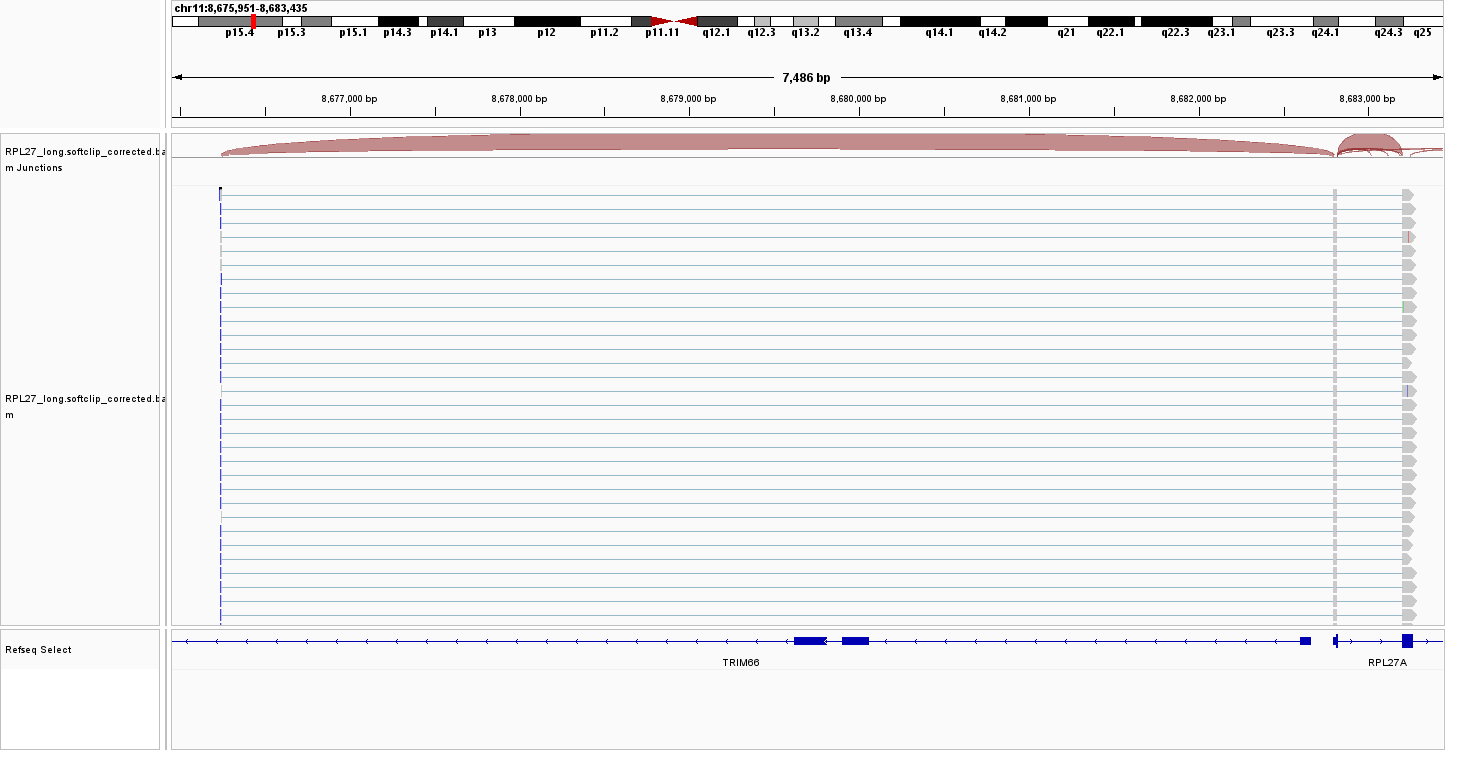 chr11:8,675,951-8,683,435
p15.4 p15.3 p15.1 p14.3 p14.1 p13 p12 p11.2 p11.11 q12.1 q12.3 q13.2 q13.4 q14.1 q14.2 q21 q22.1 q22.3 q23.1 q23.3 q24.1 q24.3 q25
7,486 bp
8,677,000 bp 8,678,000 bp 8,679,000 bp 8,680,000 bp 8,681,000 bp 8,682,000 bp 8,683,000 bp
RPL27_long.softclip_corrected.ba
m Junctions
RPL27_long.softclip_corrected.ba
m
Refseq Select
TRIM66 RPL27A